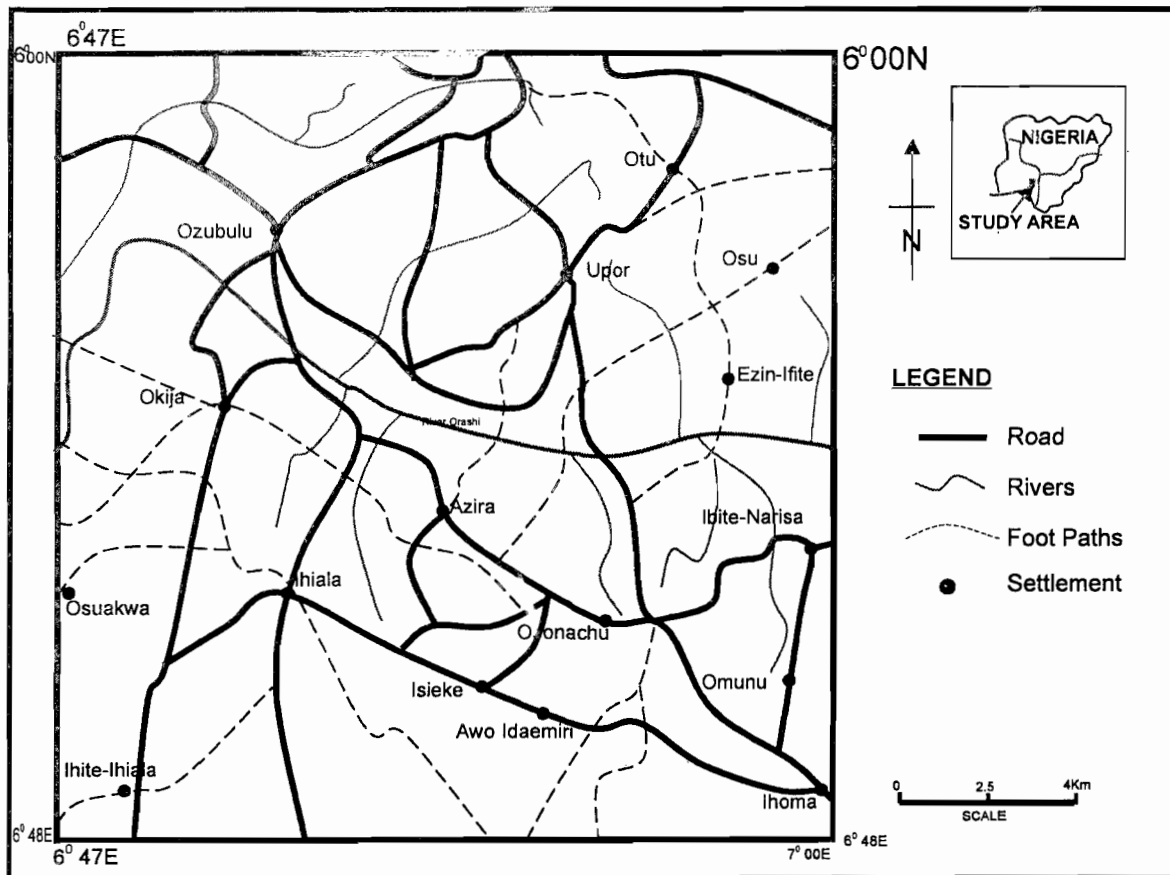 6°47E
6°00N
6°00N
NIGERIA
STUDY AREA
N
Otu
Ozubulu
Upor
Osu
Ezin-Ifite
Okija
River Orashi
LEGEND
Road
Rivers
Foot Paths
Settlement
Azira
Ibite-Narisa
Ihiala
Osuakwa
Omunu
Isieke
Awo Idaemiri
Ihite-Ihiala
Ihoma
0 2.5 4Km
SCALE
6° 48E
6° 48E
6° 47E
7° 00E